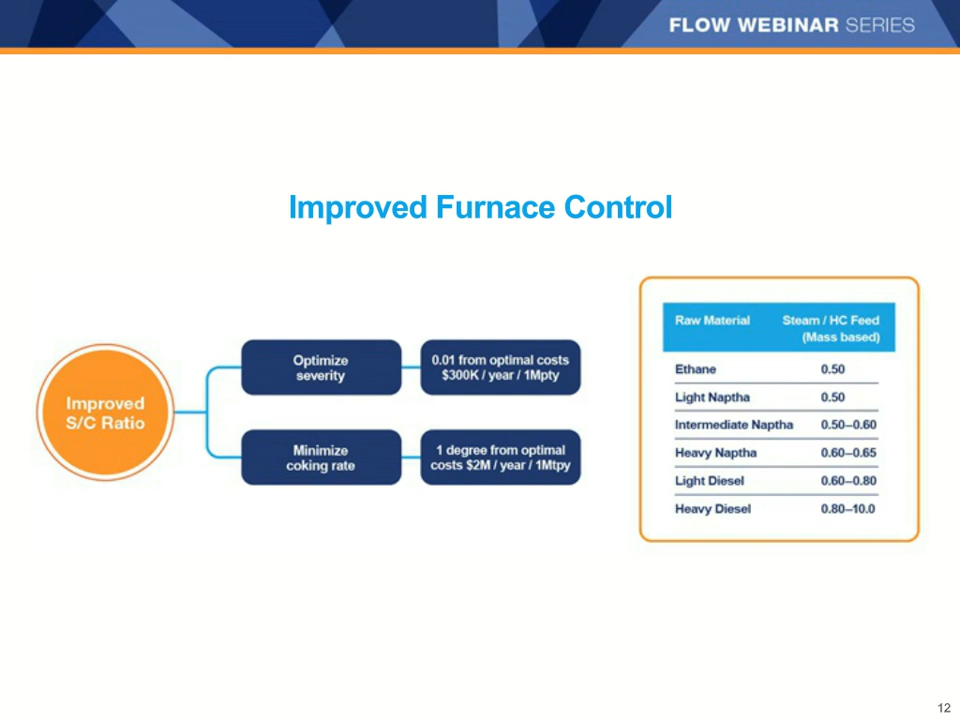 FLOW WEBINAR SERIES
Improved Furnace Control
Improved
S/C Ratio
Optimize
severity
0.01 from optimal costs
$300K / year / 1Mpty
Minimize
coking rate
1 degree from optimal
costs $2M / year / 1Mtpy
Raw Material Steam / HC Feed
(Mass based)
Ethane 0.50
Light Naptha 0.50
Intermediate Naptha 0.50–0.60
Heavy Naptha 0.60–0.65
Light Diesel 0.60–0.80
Heavy Diesel 0.80–10.0
12